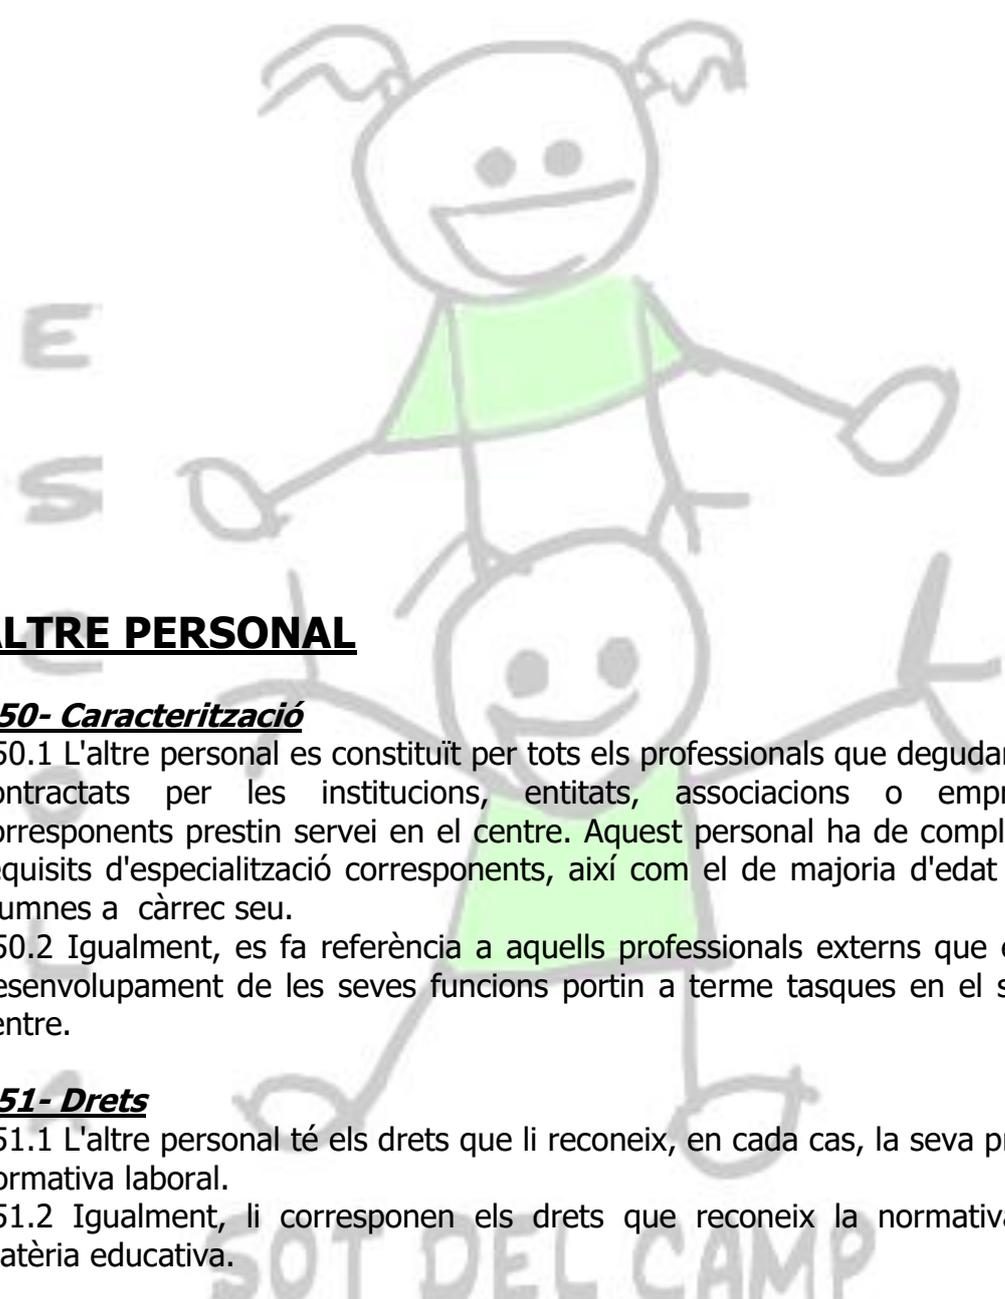 ALTRE PERSONAL
50- Caracterització
50.1 L'altre personal es constituït per tots els professionals que degudam
ontractats per les institucions, entitats, associacions o empr
orresponents prestin servei en el centre. Aquest personal ha de compl
equisits d'especialització corresponents, així com el de majoria d'edat
umnes a càrrec seu.
50.2 Igualment, es fa referència a aquells professionals externs que e
esenvolupament de les seves funcions portin a terme tasques en el s
entre.
51- Drets
51.1 L'altre personal té els drets que li reconeix, en cada cas, la seva pr
ormativa laboral.
51.2 Igualment, li corresponen els drets que reconeix la normativa
atèria educativa.
E
S
C
O
L
A
SOT DEL CAMP